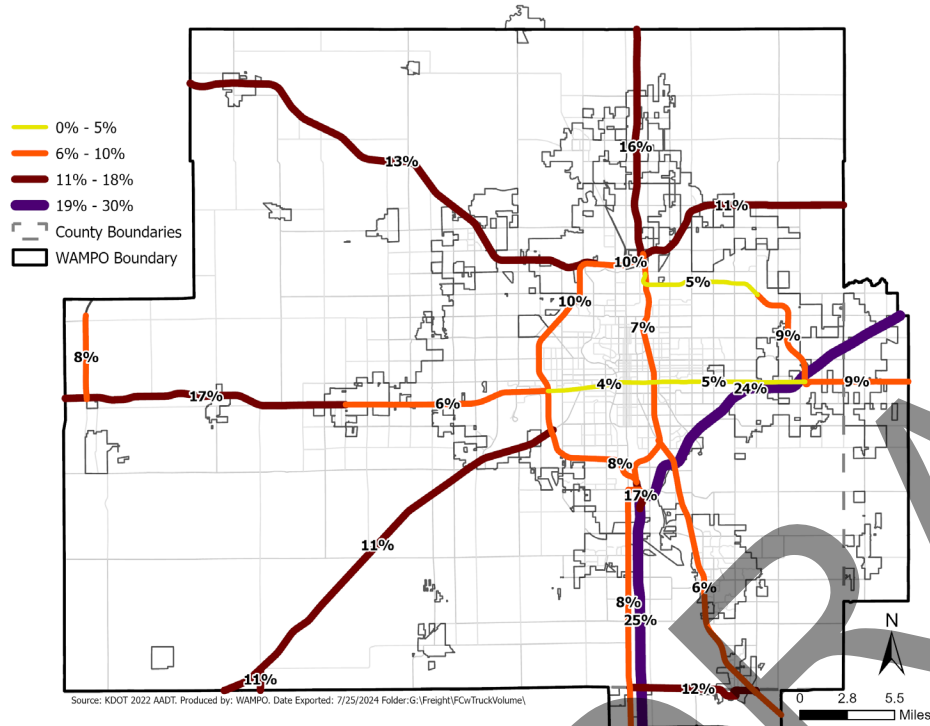 0% - 5%
6% - 10%
11% - 18%
19% - 30%
County Boundaries
WAMPO Boundary
13%
16%
11%
10%
5%
10%
7%
9%
8%
17%
6%
4%
5%
24%
9%
8%
17%
11%
8%
25%
6%
11%
12%
N
0 2.8 5.5
Miles
Source: KDOT 2022 AADT. Produced by: WAMPO. Date Exported: 7/25/2024 Folder:G:\Freight\FCwTruckVolume\